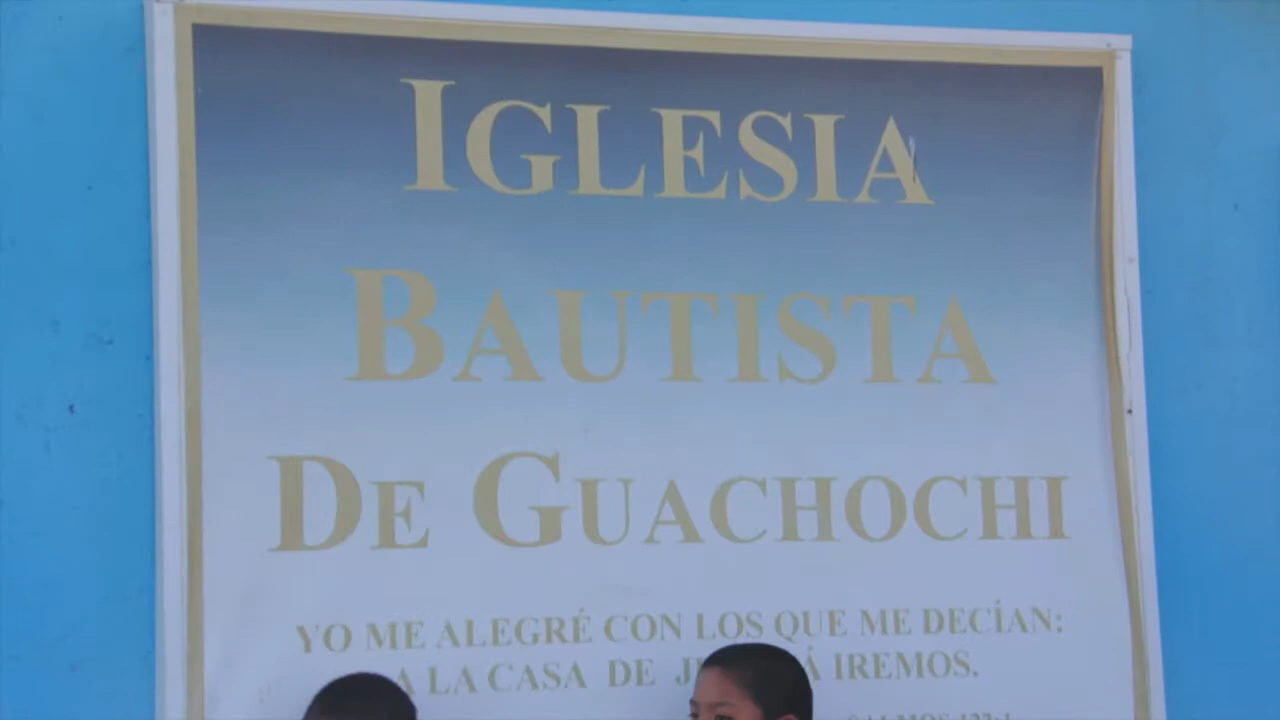 IGLESIA
BAUTISTA
DE GUACHOCHI
YO ME ALEGRÉ CON LOS QUE ME DECÍAN:
A LA CASA DE IREMOS.